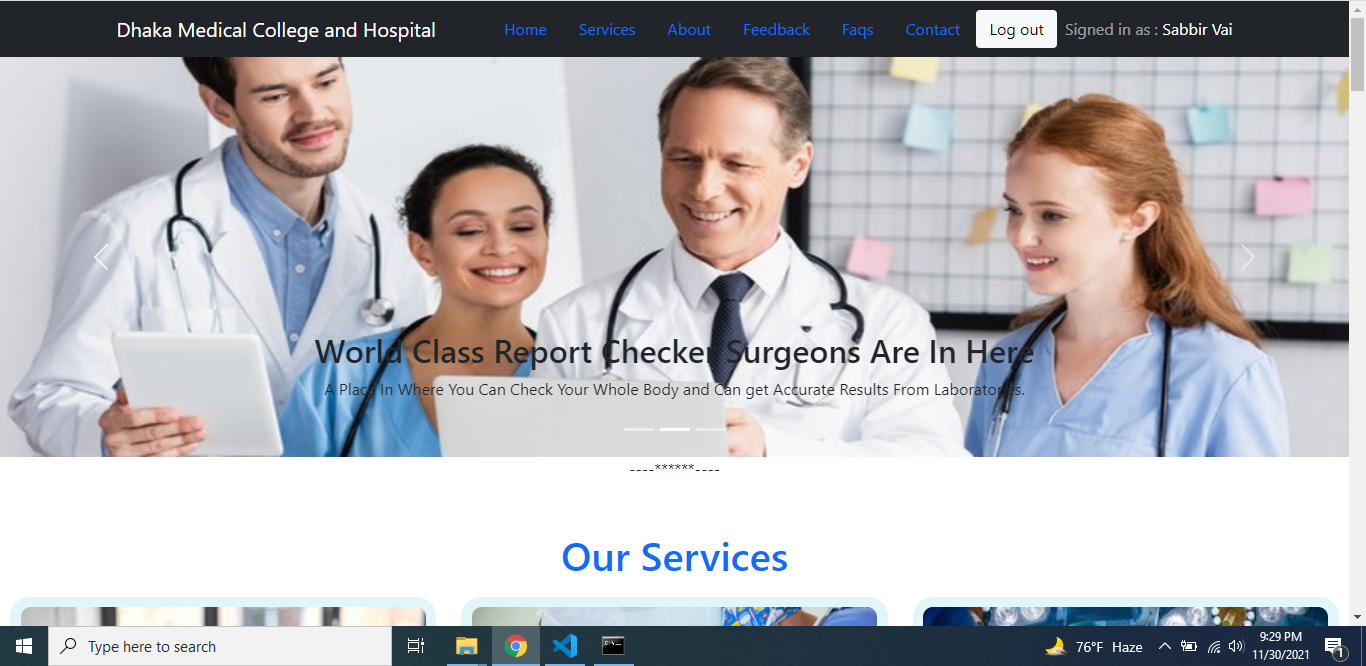 Dhaka Medical College and Hospital Home Services About Feedback Faqs Contact Log out Signed in as : Sabbir Vai
World Class Report Checker Surgeons Are In Here
A Place In Where You Can Check Your Whole Body and Can get Accurate Results From Laboratories.
----******----
Our Services
Type here to search
76°F Haze
9:29 PM
11/30/2021
1